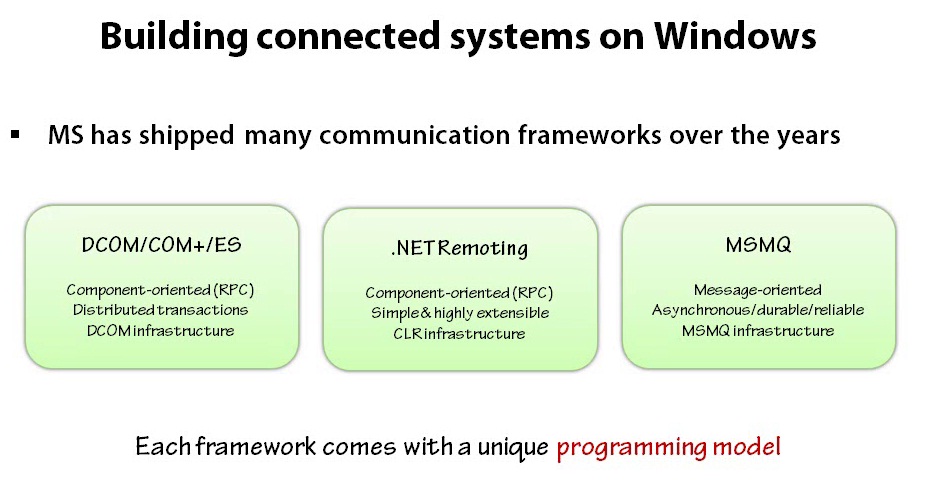 Building connected systems on Windows
▪ MS has shipped many communication frameworks over the years
DCOM/COM+/ES
Component-oriented (RPC)
Distributed transactions
DCOM infrastructure
.NET Remoting
Component-oriented (RPC)
Simple & highly extensible
CLR infrastructure
MSMQ
Message-oriented
Asynchronous/durable/reliable
MSMQ infrastructure
Each framework comes with a unique programming model